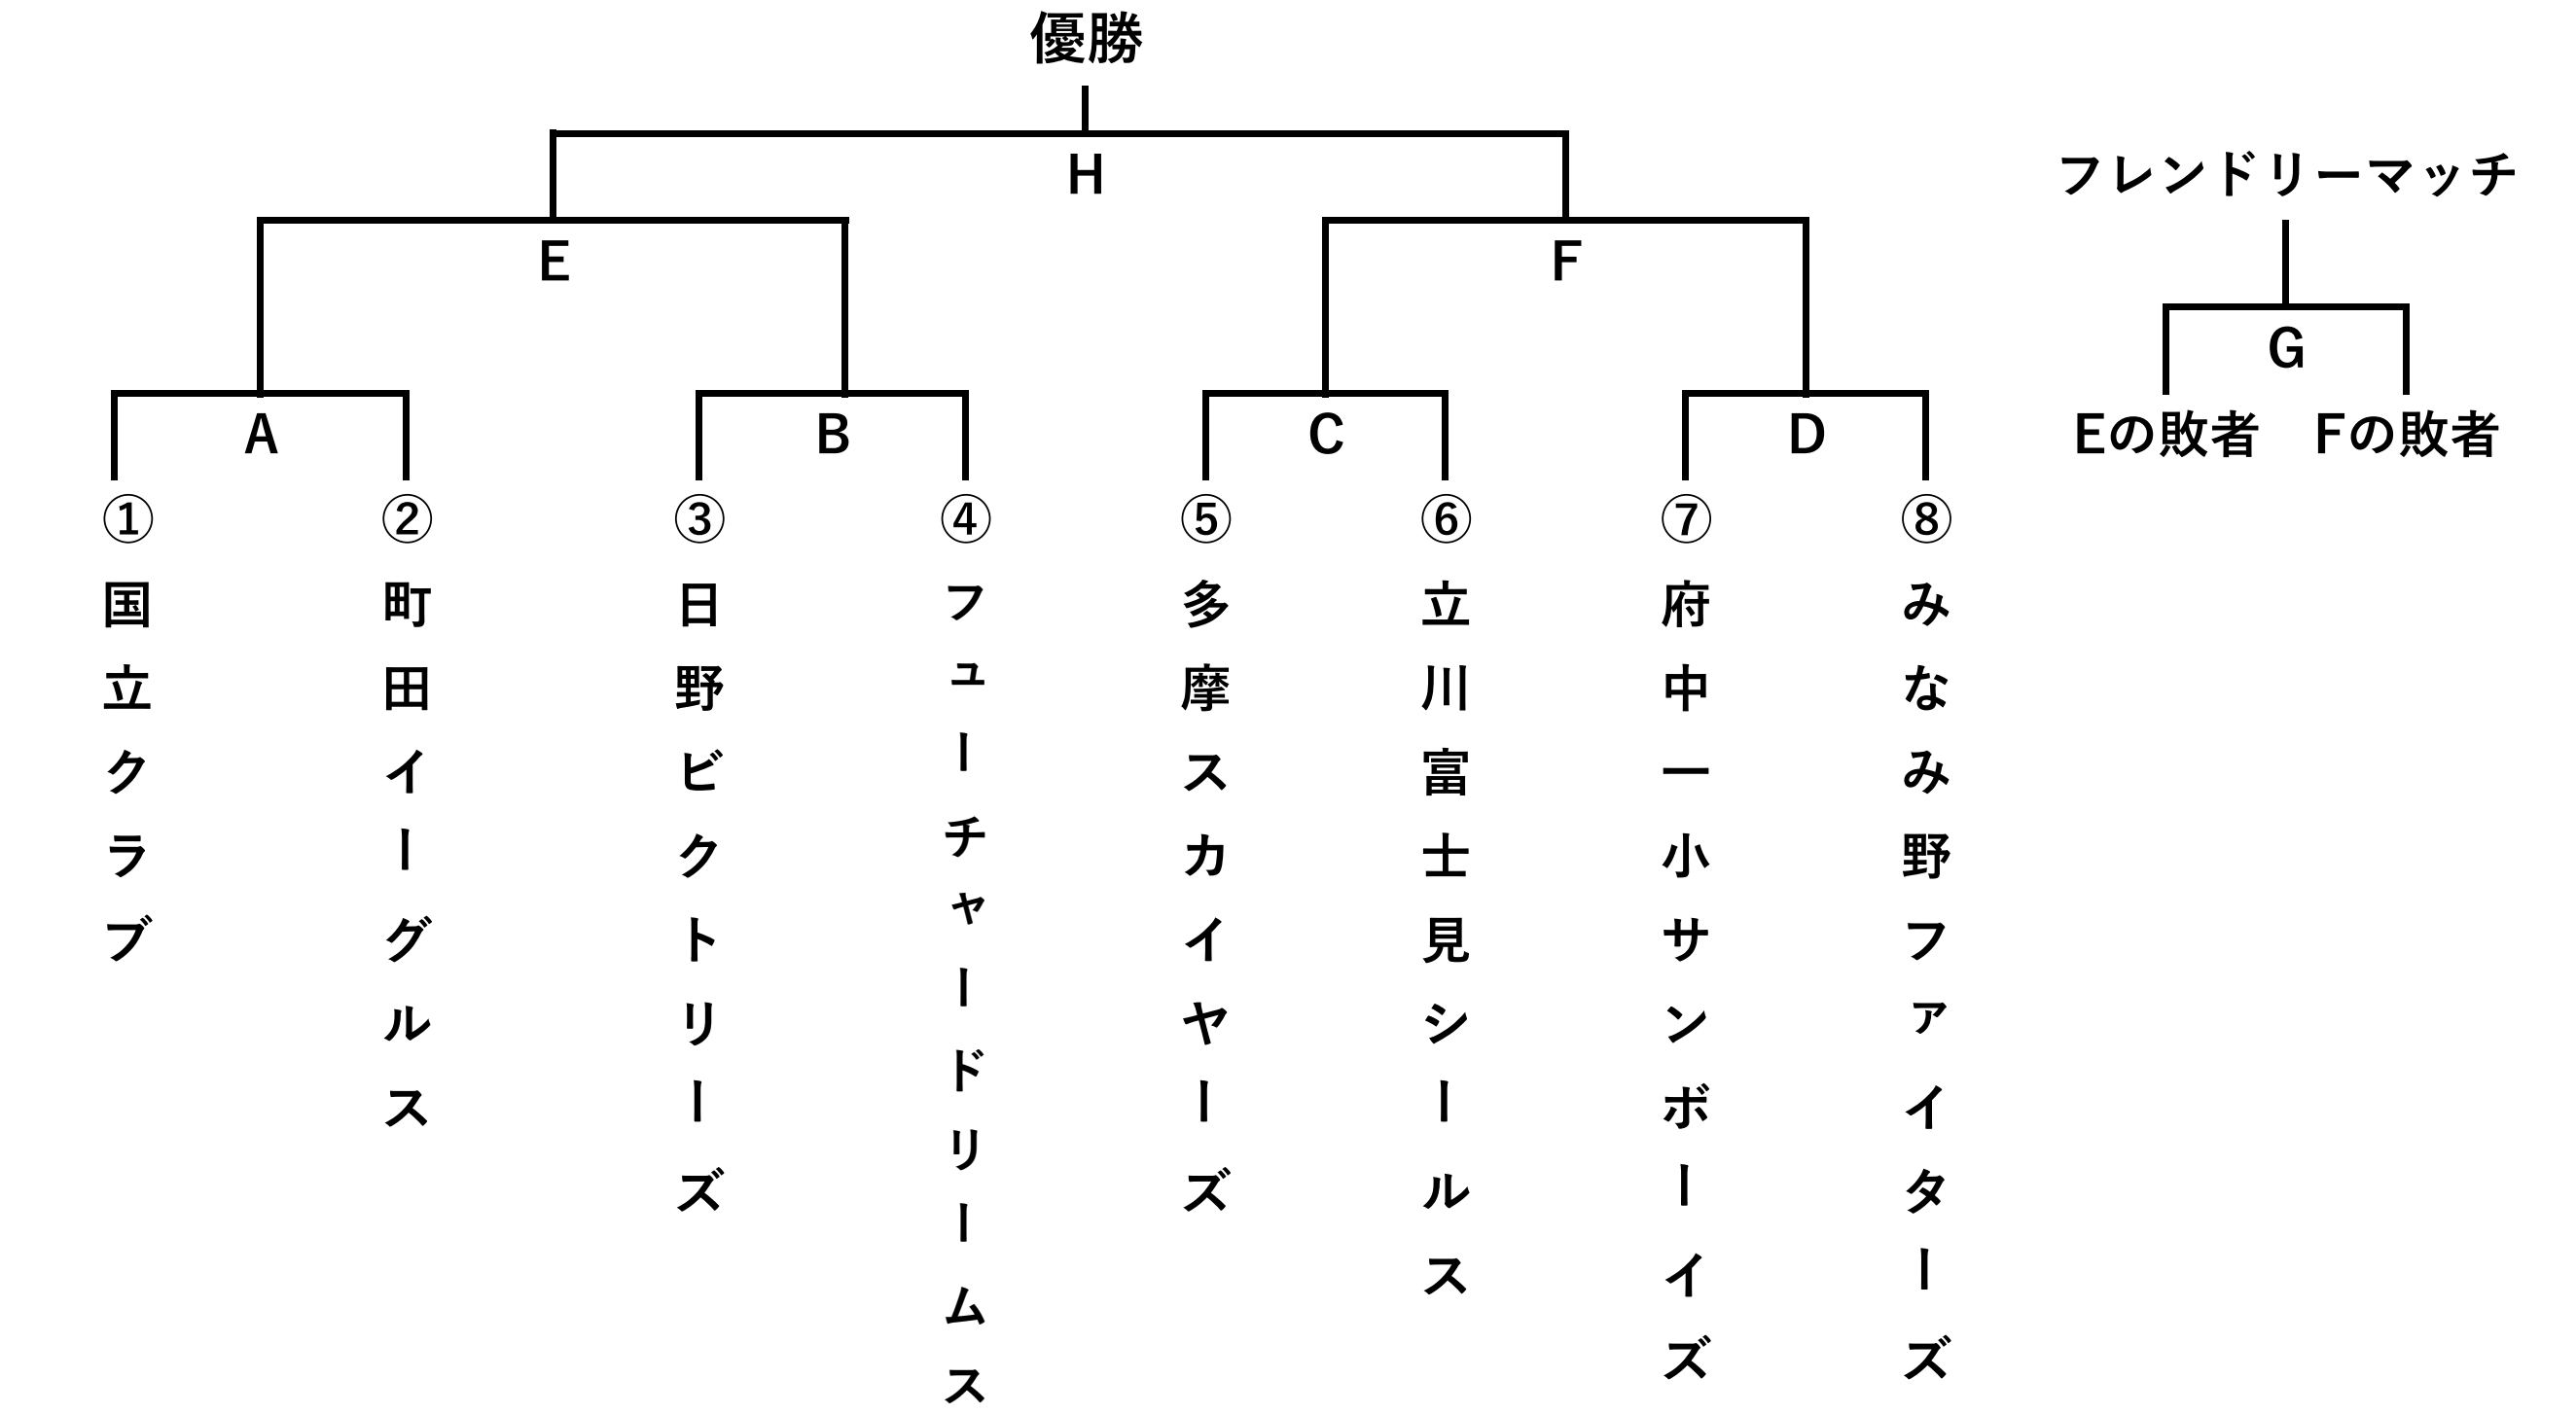 優勝
H
フレンドリーマッチ
E
F
G
A
B
C
D
Eの敗者
Fの敗者
①国立クラブ
②町田イーグルス
③日野ビクトリーズ
④フューチャードリームス
⑤多摩スカイヤーズ
⑥立川富士見シールス
⑦府中一小サンボーイズ
⑧みなみ野ファイターズ